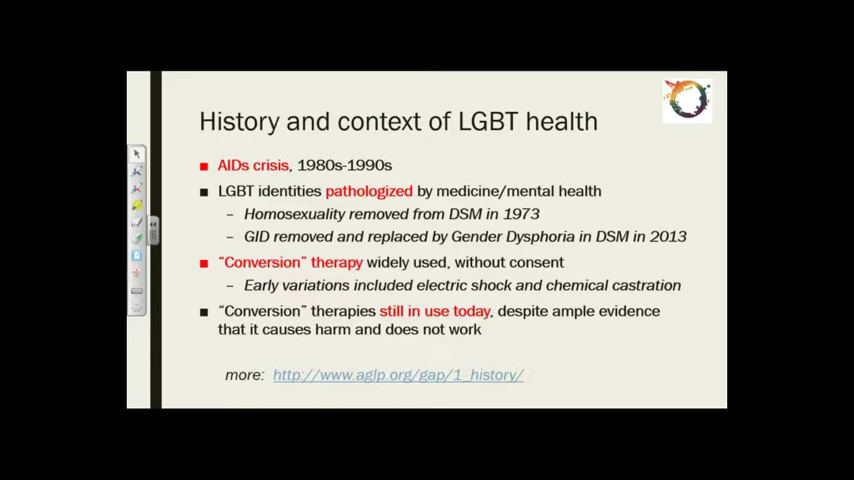 History and context of LGBT health
AIDs crisis, 1980s-1990s
LGBT identities pathologized by medicine/mental health
– Homosexuality removed from DSM in 1973
– GID removed and replaced by Gender Dysphoria in DSM in 2013
“Conversion” therapy widely used, without consent
– Early variations included electric shock and chemical castration
“Conversion” therapies still in use today, despite ample evidence
that it causes harm and does not work
more: http://www.aglp.org/gap/1_history/